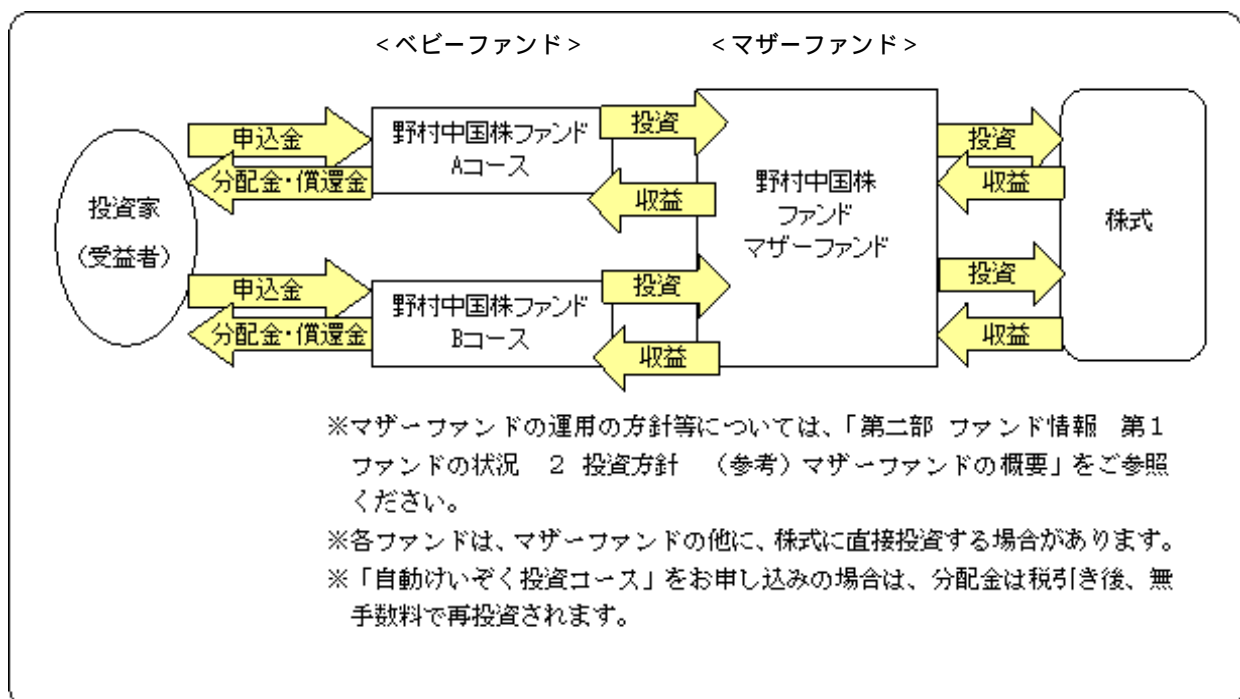 ＜ベビーファンド＞
＜マザーファンド＞
投資家
（受益者）
申込金
分配金・償還金
申込金
分配金・償還金
野村中国株ファンド
Aコース
野村中国株ファンド
Bコース
投資
収益
投資
収益
野村中国株
ファンド
マザーファンド
投資
収益
投資
収益
株式
※マザーファンドの運用の方針等については、「第二部 ファンド情報　第１
ファンドの状況　２ 投資方針　（参考）マザーファンドの概要」をご参照
ください。
※各ファンドは、マザーファンドの他に、株式に直接投資する場合があります。
※「自動けいぞく投資コース」をお申し込みの場合は、分配金は税引き後、無
手数料で再投資されます。